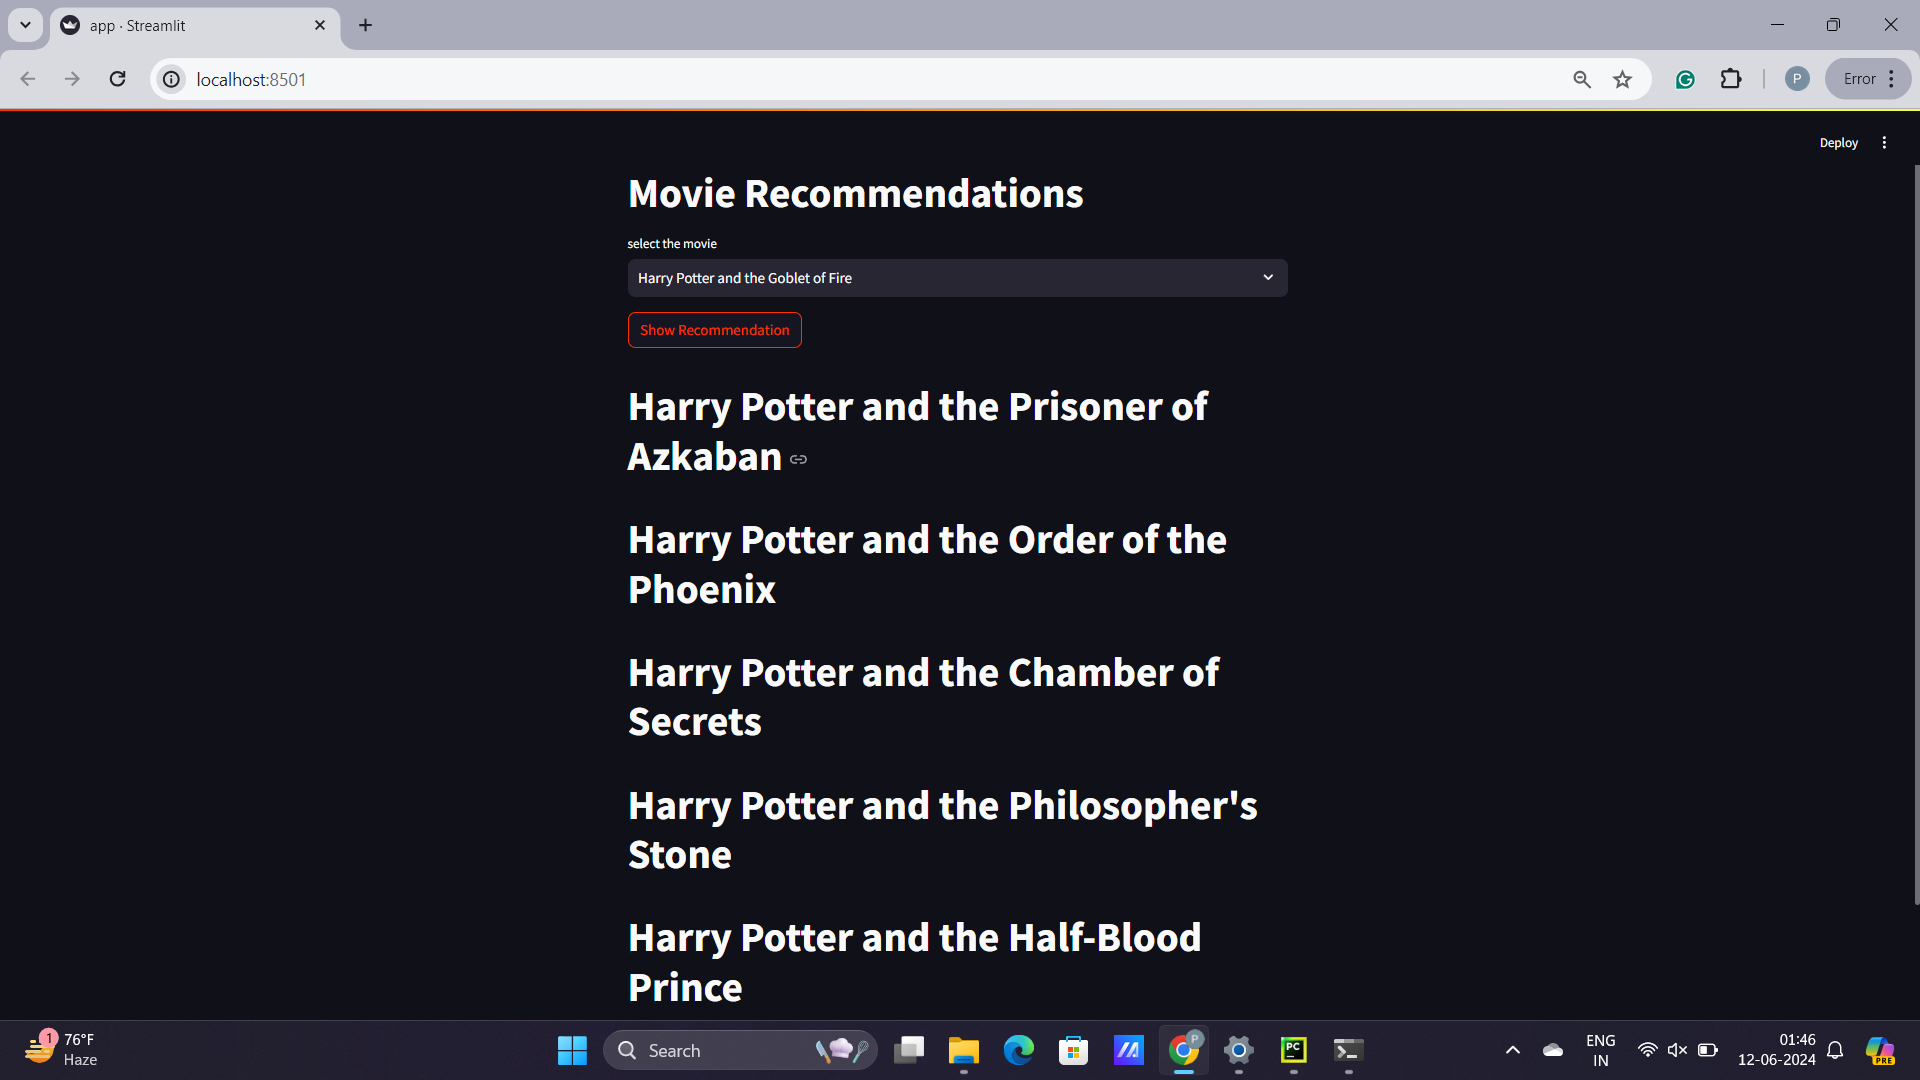 app · Streamlit
localhost:8501
P
Error
Deploy
Movie Recommendations
select the movie
Harry Potter and the Goblet of Fire
Show Recommendation
Harry Potter and the Prisoner of
Azkaban
Harry Potter and the Order of the
Phoenix
Harry Potter and the Chamber of
Secrets
Harry Potter and the Philosopher's
Stone
Harry Potter and the Half-Blood
Prince
1
76°F
Haze
Search
P
PC
ENG
IN
01:46
12-06-2024
PRE